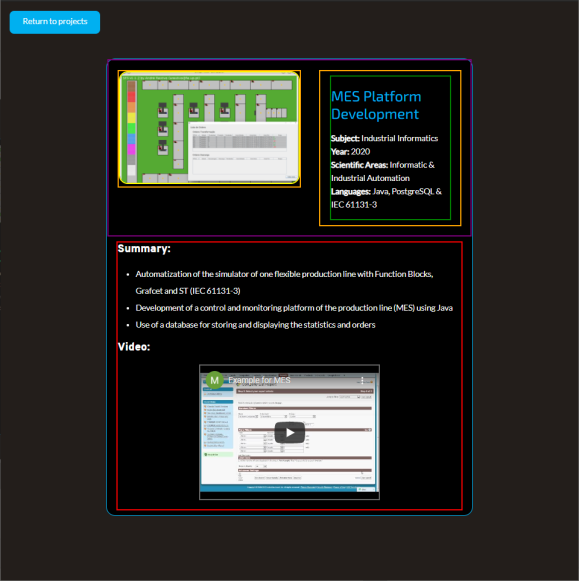 Return to projects
MES Platform
Development
Subject: Industrial Informatics
Year: 2020
Scientific Areas: Informatic &
Industrial Automation
Languages: Java, PostgreSQL &
IEC 61131-3
Summary:
Automatization of the simulator of one flexible production line with Function Blocks,
Grafcet and ST (IEC 61131-3)
Development of a control and monitoring platform of the production line (MES) using Java
Use of a database for storing and displaying the statistics and orders
Video:
M
Example for MES